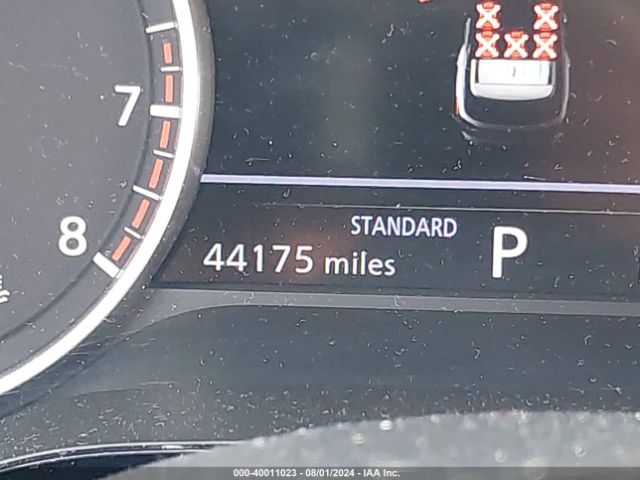 7
8
STANDARD
44175 miles
P
000-40011023 - 08/01/2024 - IAA Inc.